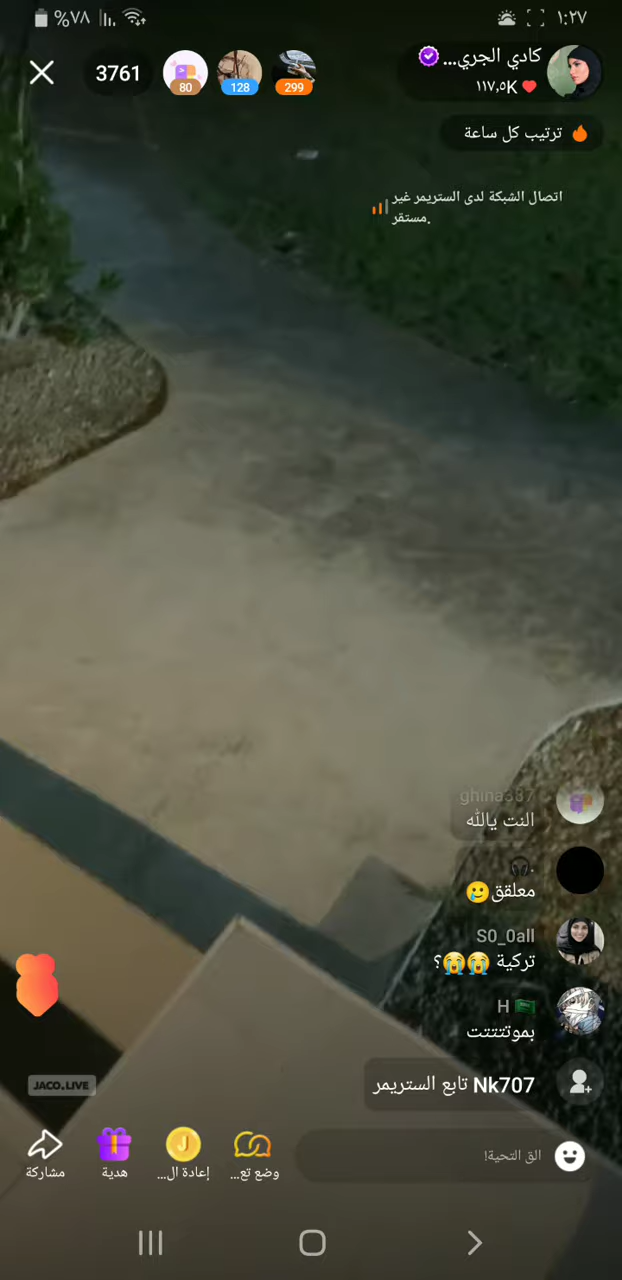 ١:٢٧
%٧٨
كادي الجري...
١١٧,٥K
299
128
80
3761
ترتيب كل ساعة
اتصال الشبكة لدى الستريمر غير
مستقر.
ghina387
النت يالله
معلقق🥲
S0_0all
تركية 😭😭؟
H 🇸🇦
بموتتتتت
Nk707 تابع الستريمر
JACO.LIVE
الق التحية!
وضع تع...
إعادة ال...
هدية
مشاركة